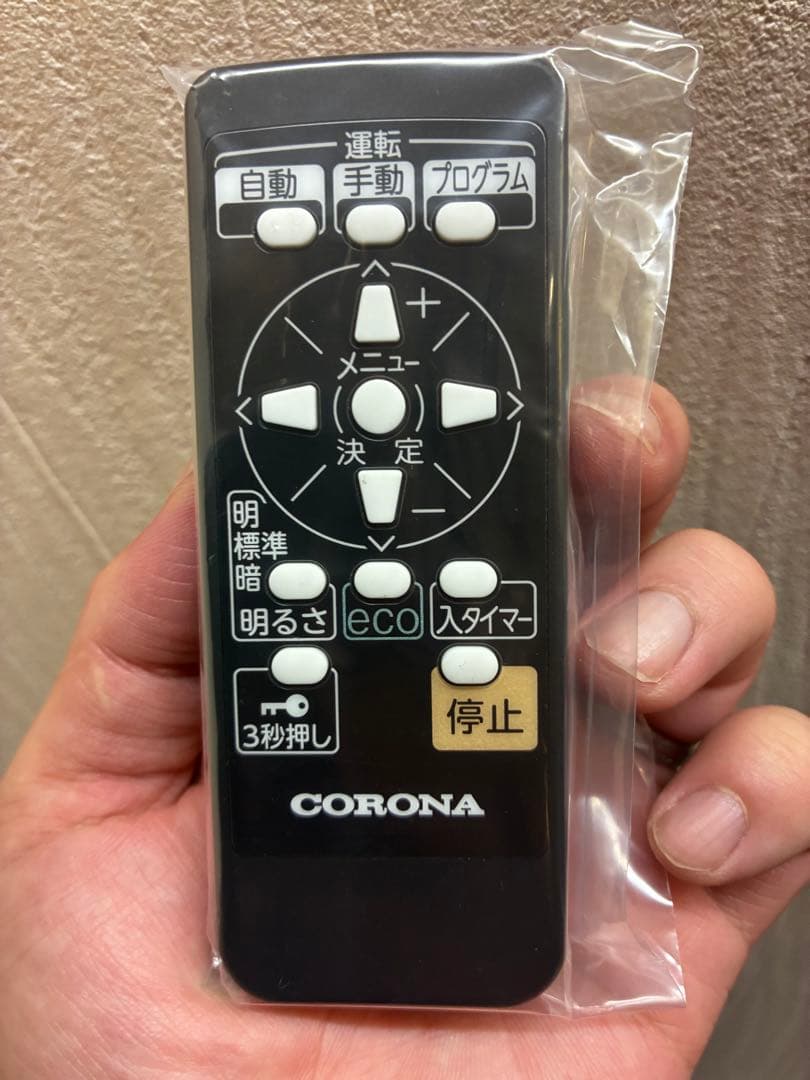 運転
自動 手動 プログラム
+
メニュー
決定
−
明
標準
暗
明るさ eco 入タイマー
3秒押し 停止
CORONA